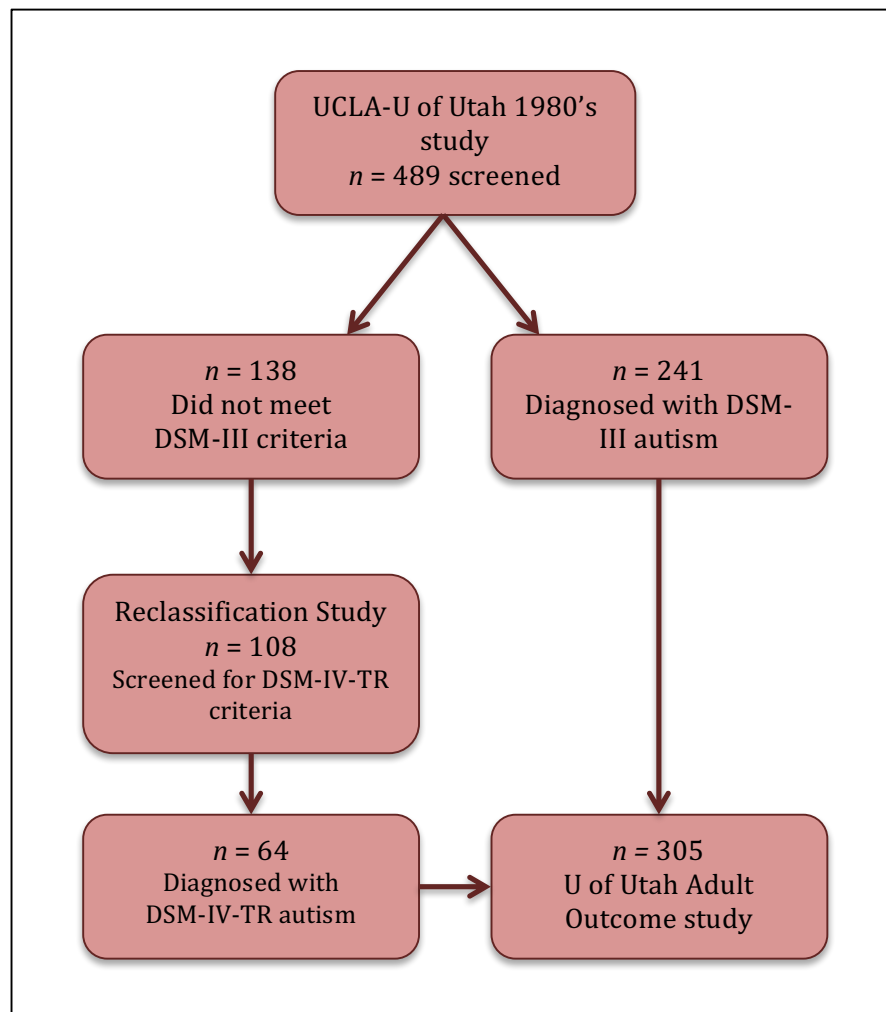 UCLA-U of Utah 1980’s
study
n = 489 screened
n = 138
Did not meet
DSM-III criteria
n = 241
Diagnosed with DSM-
III autism
Reclassification Study
n = 108
Screened for DSM-IV-TR
criteria
n = 64
Diagnosed with
DSM-IV-TR autism
n = 305
U of Utah Adult
Outcome study